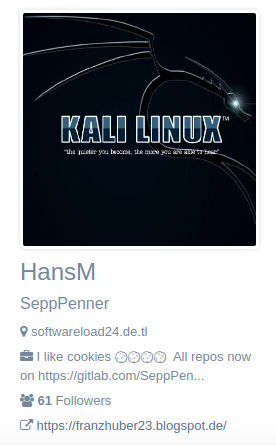 KALI LINUX™
"the quieter you become, the more you are able to hear"
HansM
SeppPenner
softwareload24.de.tl
I like cookies 🍪🍪🍪🍪 All repos now
on https://gitlab.com/SeppPen...
61 Followers
https://franzhuber23.blogspot.de/